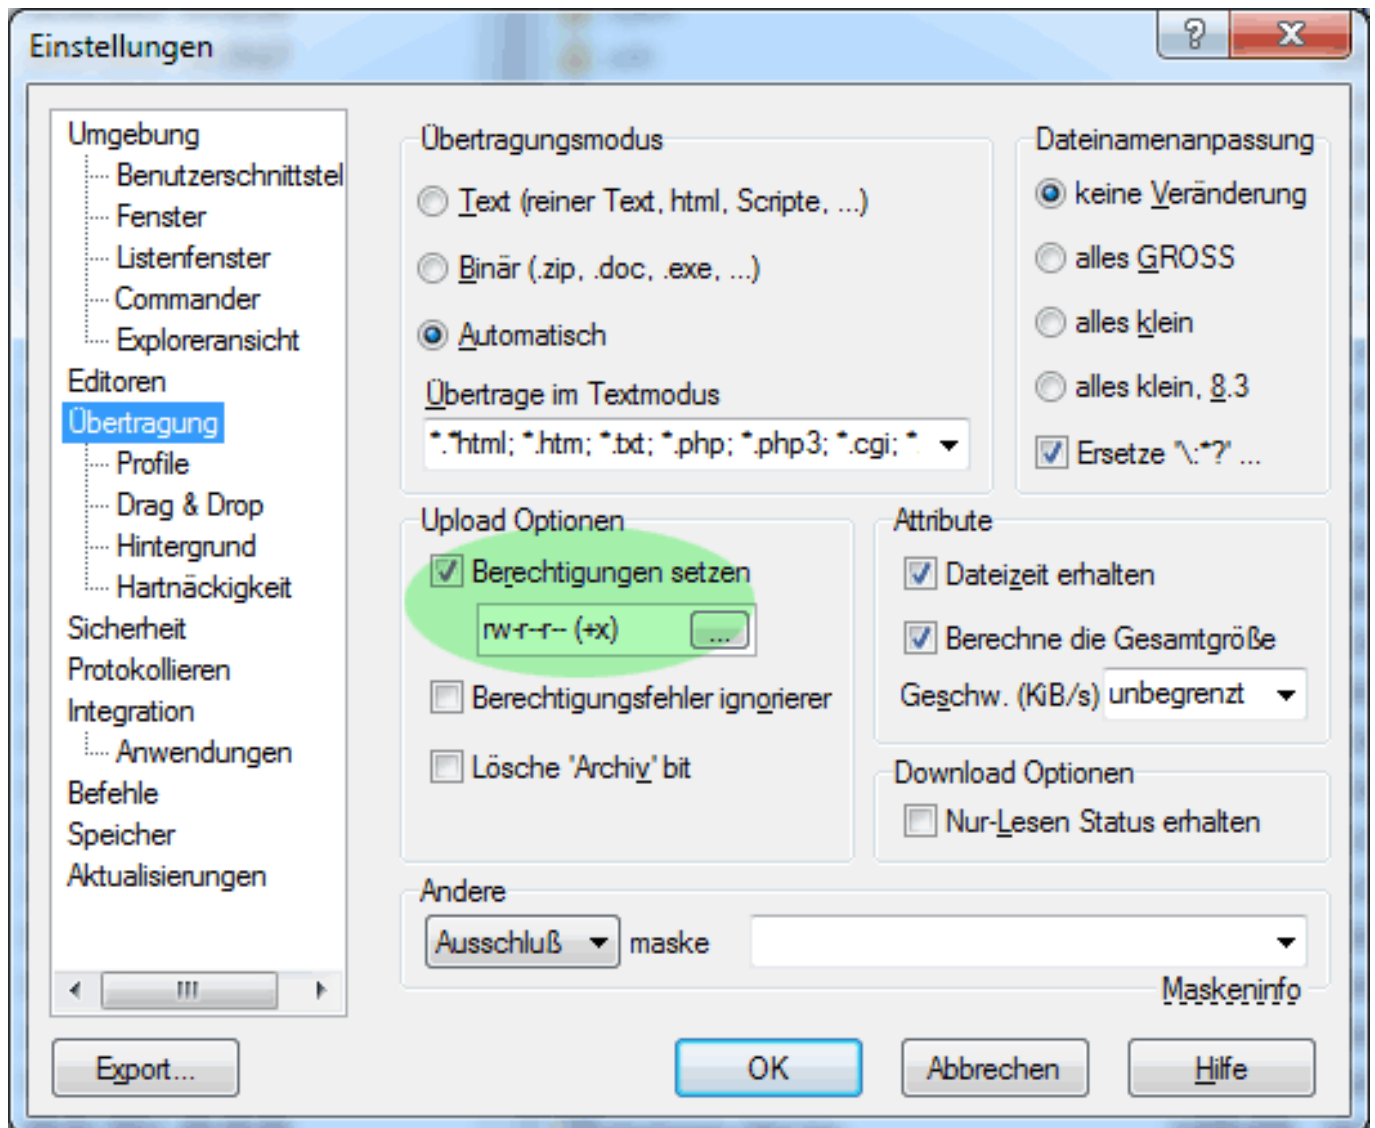 Einstellungen
Umgebung
Benutzerschnittstel
Fenster
Listenfenster
Commander
Exploreransicht
Editoren
Übertragung
Profile
Drag & Drop
Hintergrund
Hartnäckigkeit
Sicherheit
Protokollieren
Integration
Anwendungen
Befehle
Speicher
Aktualisierungen
Übertragungsmodus
Text (reiner Text, html, Scripte, ...)
Binär (.zip, .doc, .exe, ...)
Automatisch
Übertrage im Textmodus
*.*html; *.htm; *.txt; *.php; *.php3; *.cgi; *.
Dateinamenanpassung
keine Veränderung
alles GROSS
alles klein
alles klein, 8.3
Ersetze '\:*?' ...
Upload Optionen
Berechtigungen setzen
rw-r--r-- (+x)
...
Berechtigungsfehler ignorierer
Lösche 'Archiv' bit
Attribute
Dateizeit erhalten
Berechne die Gesamtgröße
Geschw. (KiB/s) unbegrenzt
Download Optionen
Nur-Lesen Status erhalten
Andere
Ausschluß maske
Maskeninfo
Export... OK Abbrechen Hilfe